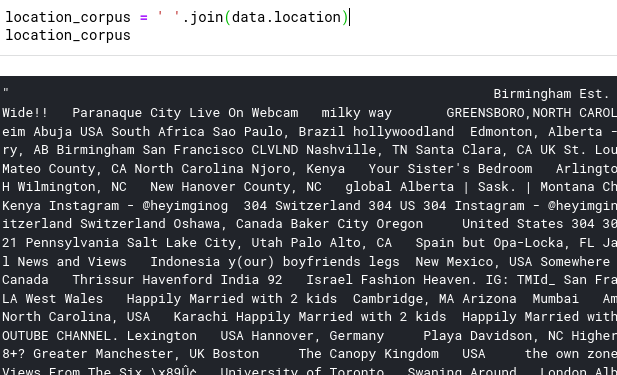 location_corpus = ' '.join(data.location)
location_corpus
" Birmingham Est.
Wide!! Paranaque City Live On Webcam milky way GREENSBORO,NORTH CAROL
eim Abuja USA South Africa Sao Paulo, Brazil hollywoodland Edmonton, Alberta -
ry, AB Birmingham San Francisco CLVLND Nashville, TN Santa Clara, CA UK St. Lou
Mateo County, CA North Carolina Njoro, Kenya Your Sister's Bedroom Arlingto
H Wilmington, NC New Hanover County, NC global Alberta | Sask. | Montana Ch
Kenya Instagram - @heyimginog 304 Switzerland 304 US 304 Instagram - @heyimgin
itzerland Switzerland Oshawa, Canada Baker City Oregon United States 304 30
21 Pennsylvania Salt Lake City, Utah Palo Alto, CA Spain but Opa-Locka, FL Ja
l News and Views Indonesia y(our) boyfriends legs New Mexico, USA Somewhere
Canada Thrissur Havenford India 92 Israel Fashion Heaven. IG: TMId_ San Fra
LA West Wales Happily Married with 2 kids Cambridge, MA Arizona Mumbai Am
North Carolina, USA Karachi Happily Married with 2 kids Happily Married with
OUTUBE CHANNEL. Lexington USA Hannover, Germany Playa Davidson, NC Higher
8+? Greater Manchester, UK Boston The Canopy Kingdom USA the own zone
Views From The Six \x89Û¢ University of Toronto Swaning Around London Alb